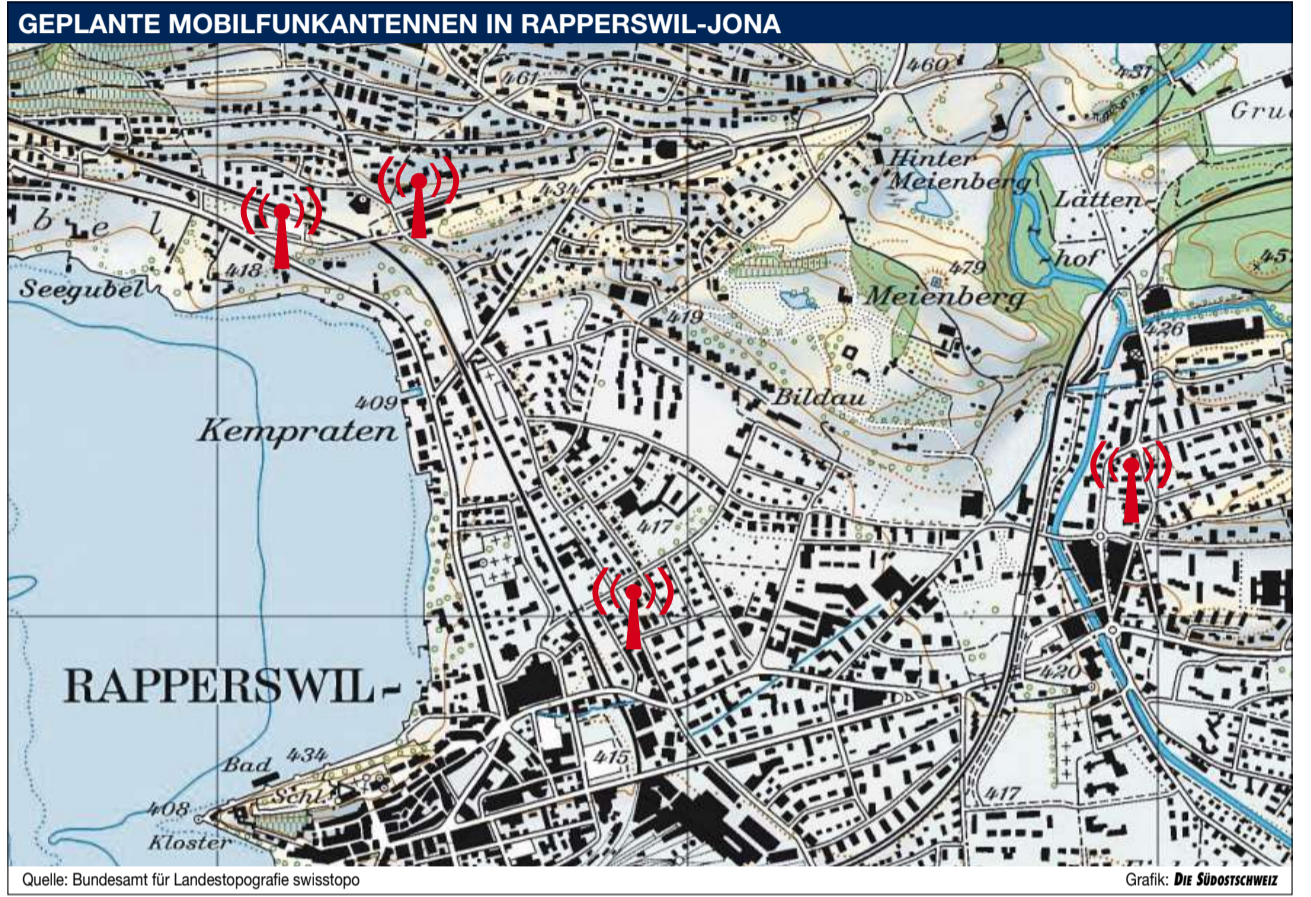 GEPLANTE MOBILFUNKANTENNEN IN RAPPERSWIL-JONA
461
460
431
Hinter
Meienberg
434
Lätten-
hof
b e l
418
Seegubel
479
Meienberg
419
426
409
Kempraten
Bildau
417
RAPPERSWIL-
420
434
Bad
415
Schl.
408
417
Kloster
Quelle: Bundesamt für Landestopografie swisstopo
Grafik: DIE SÜDOSTSCHWEIZ